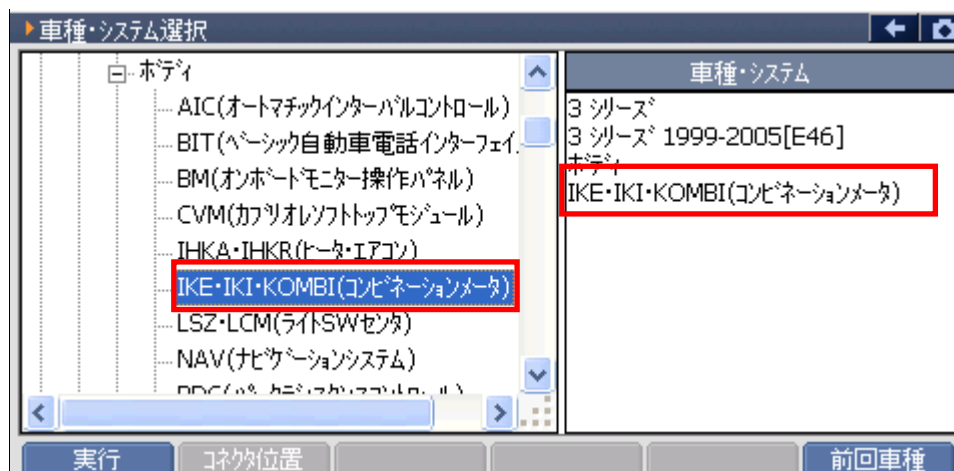 車種・システム選択
ボディ
AIC(オートマチックインターバルコントロール)
BIT(ベーシック自動車電話インターフェイ
BM(オンボードモニター操作パネル)
CVM(カブリオレソフトトップモジュール)
IHKA・IHKR(ヒータ・エアコン)
IKE・IKI・KOMBI(コンビネーションメータ)
LSZ・LCM(ライトSWセンタ)
NAV(ナビゲーションシステム)
車種・システム
3 シリーズ
3 シリーズ 1999-2005[E46]
ボディ
IKE・IKI・KOMBI(コンビネーションメータ)
実行
コネクタ位置
前回車種